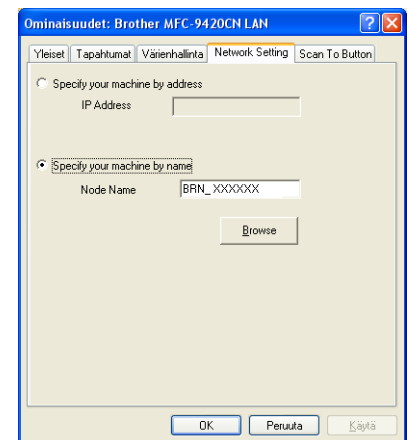 Ominaisuudet: Brother MFC-9420CN LAN
Yleiset Tapahtumat Värienhallinta Network Setting Scan To Button
Specify your machine by address
IP Address
Specify your machine by name
Node Name BRN_XXXXXX
Browse
OK Peruuta Käytä